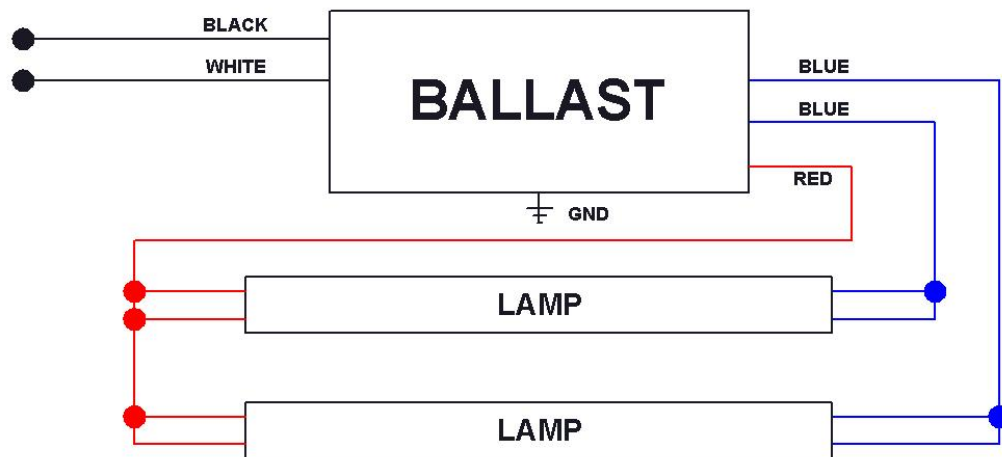 BLACK
WHITE
BALLAST
BLUE
BLUE
RED
GND
LAMP
LAMP